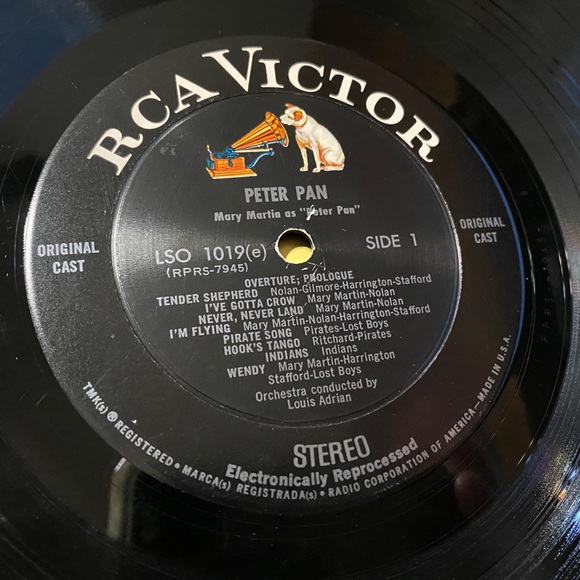 RCA VICTOR
PETER PAN
Mary Martin as "Peter Pan"
ORIGINAL CAST
LSO 1019(e)
(RPRS-7945)
SIDE 1
ORIGINAL CAST
OVERTURE; PROLOGUE
TENDER SHEPHERD Nolan-Gilmore-Harrington-Stafford
I'VE GOTTA CROW Mary Martin-Nolan
NEVER, NEVER LAND Mary Martin-Nolan
I'M FLYING Mary Martin-Nolan-Harrington-Stafford
PIRATE SONG Pirates-Lost Boys
HOOK'S TANGO Ritchard-Pirates
INDIANS Indians
WENDY Mary Martin-Harrington
Stafford-Lost Boys
Orchestra conducted by
Louis Adrian
STEREO
Electronically Reprocessed
TMK(s) ® REGISTERED • MARCA(s) REGISTRADA(s) • RADIO CORPORATION OF AMERICA—MADE IN U.S.A.